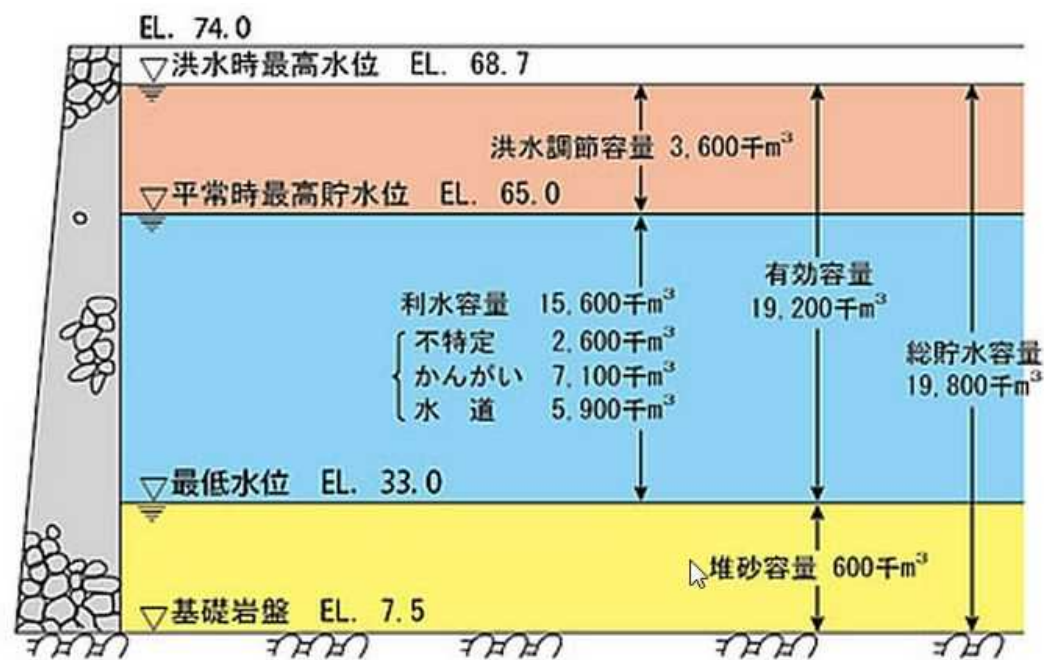 EL. 74.0
▽洪水時最高水位 EL. 68.7
洪水調節容量 3,600千m³
▽平常時最高貯水位 EL. 65.0
利水容量 15,600千m³
不特定 2,600千m³
かんがい 7,100千m³
水 道 5,900千m³
有効容量
19,200千m³
総貯水容量
19,800千m³
▽最低水位 EL. 33.0
堆砂容量 600千m³
▽基礎岩盤 EL. 7.5